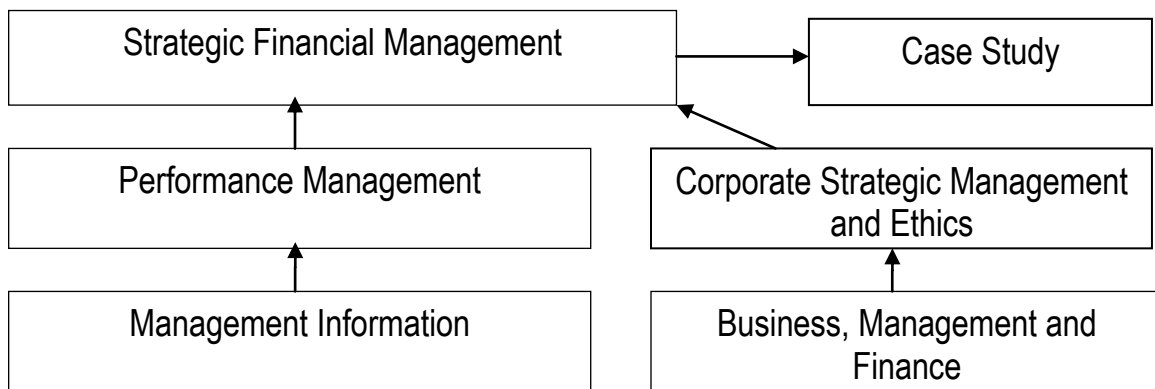 Strategic Financial Management
Case Study
Performance Management
Corporate Strategic Management
and Ethics
Management Information
Business, Management and
Finance